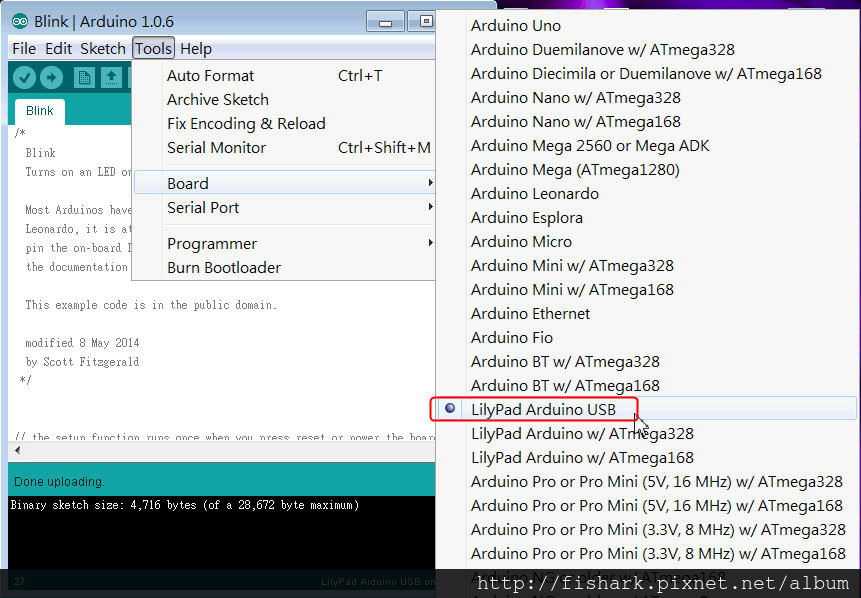 Blink | Arduino 1.0.6
File Edit Sketch Tools Help
Blink
/*
Blink
Turns on an LED
Most Arduinos have
Leonardo, it is
pin the on-board
the documentation
This example code is in the public domain.
modified 8 May 2014
by Scott Fitzgerald
*/
// the setup function runs once when you press reset or power the board
Done uploading.
Binary sketch size: 4,716 bytes (of a 28,672 byte maximum)
27
LilyPad Arduino USB on
Auto Format Ctrl+T
Archive Sketch
Fix Encoding & Reload
Serial Monitor Ctrl+Shift+M
Board
Serial Port
Programmer
Burn Bootloader
Arduino Uno
Arduino Duemilanove w/ ATmega328
Arduino Diecimila or Duemilanove w/ ATmega168
Arduino Nano w/ ATmega328
Arduino Nano w/ ATmega168
Arduino Mega 2560 or Mega ADK
Arduino Mega (ATmega1280)
Arduino Leonardo
Arduino Esplora
Arduino Micro
Arduino Mini w/ ATmega328
Arduino Mini w/ ATmega168
Arduino Ethernet
Arduino Fio
Arduino BT w/ ATmega328
Arduino BT w/ ATmega168
LilyPad Arduino USB
LilyPad Arduino w/ ATmega328
LilyPad Arduino w/ ATmega168
Arduino Pro or Pro Mini (5V, 16 MHz) w/ ATmega328
Arduino Pro or Pro Mini (5V, 16 MHz) w/ ATmega168
Arduino Pro or Pro Mini (3.3V, 8 MHz) w/ ATmega328
Arduino Pro or Pro Mini (3.3V, 8 MHz) w/ ATmega168
http://fishark.pixnet.net/album